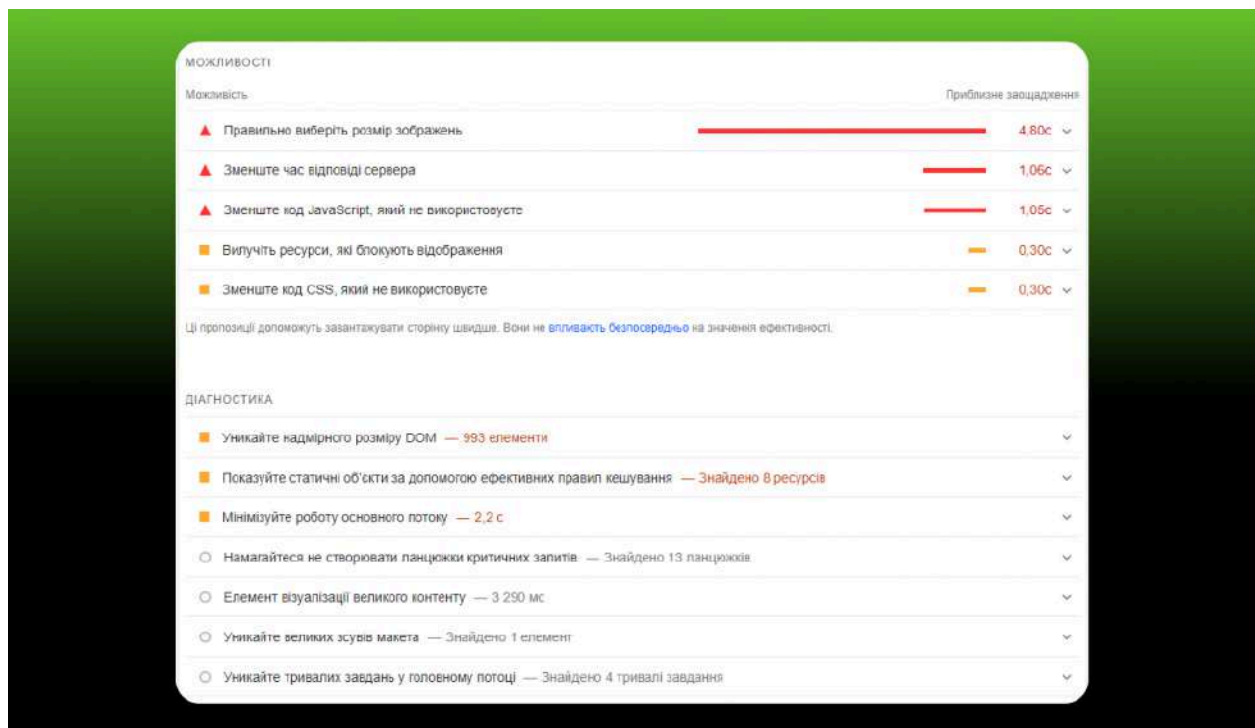 МОЖЛИВОСТІ
Можливість Приблизне заощадження
Правильно виберіть розмір зображень 4,80с
Зменште час відповіді сервера 1,06с
Зменште код JavaScript, який не використовуєте 1,05с
Вилучіть ресурси, які блокують відображення 0,30с
Зменште код CSS, який не використовуєте 0,30с
Ці пропозиції допоможуть завантажувати сторінку швидше. Вони не впливають безпосередньо на значення ефективності.
ДІАГНОСТИКА
Уникайте надмірного розміру DOM — 993 елементи
Показуйте статичні об'єкти за допомогою ефективних правил кешування — Знайдено 8 ресурсів
Мінімізуйте роботу основного потоку — 2,2 с
Намагайтеся не створювати ланцюжки критичних запитів — Знайдено 13 ланцюжків
Елемент візуалізації великого контенту — 3 290 мс
Уникайте великих зсувів макета — Знайдено 1 елемент
Уникайте тривалих завдань у головному потоці — Знайдено 4 тривалі завдання